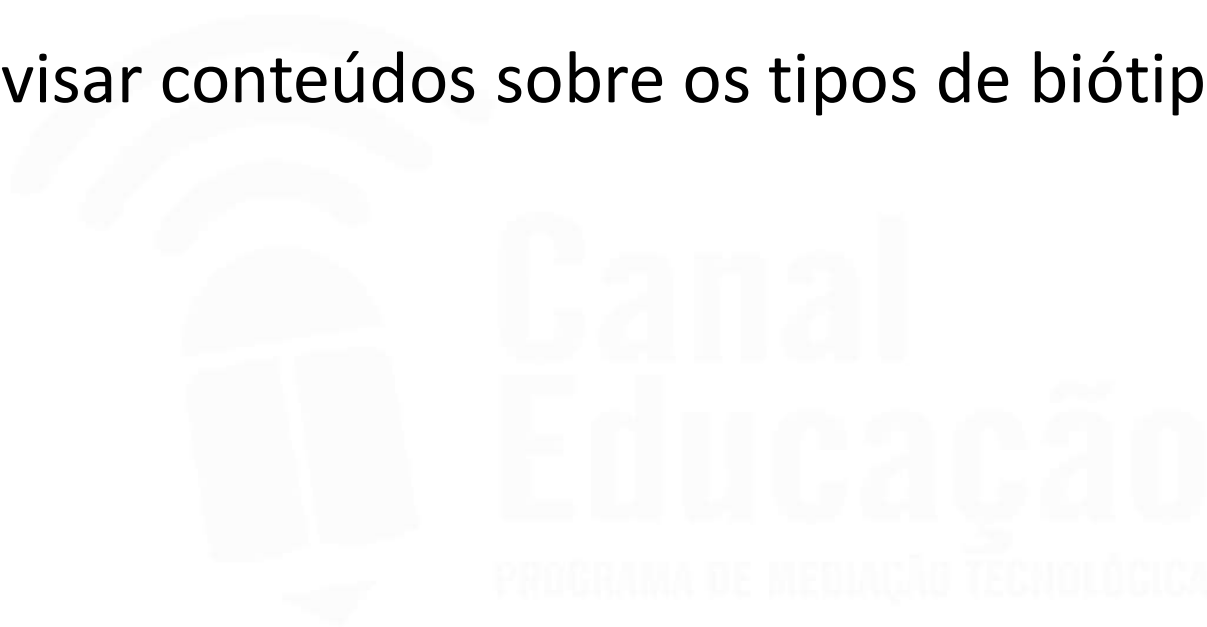 visar conteúdos sobre os tipos de biótip
Canal
Educação
PROGRAMA DE MEDIAÇÃO TECNOLÓGICA